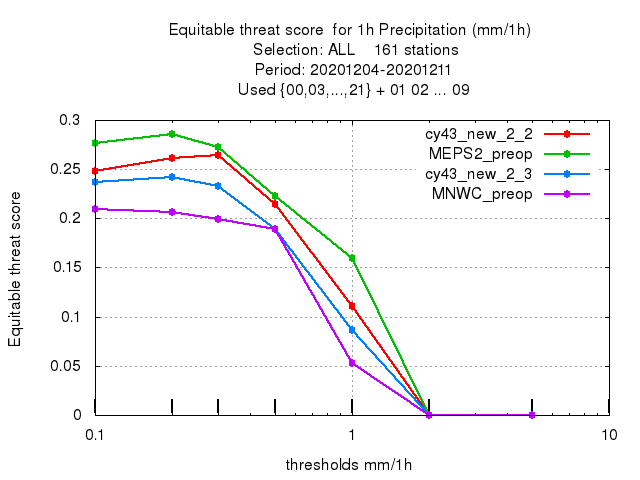 Equitable threat score  for 1h Precipitation (mm/1h)
Selection: ALL    161 stations
Period: 20201204-20201211
Used {00,03,...,21} + 01 02 ... 09
cy43_new_2_2
MEPS2_preop
cy43_new_2_3
MNWC_preop
Equitable threat score
0.3
0.25
0.2
0.15
0.1
0.05
0
0.1
1
10
thresholds mm/1h